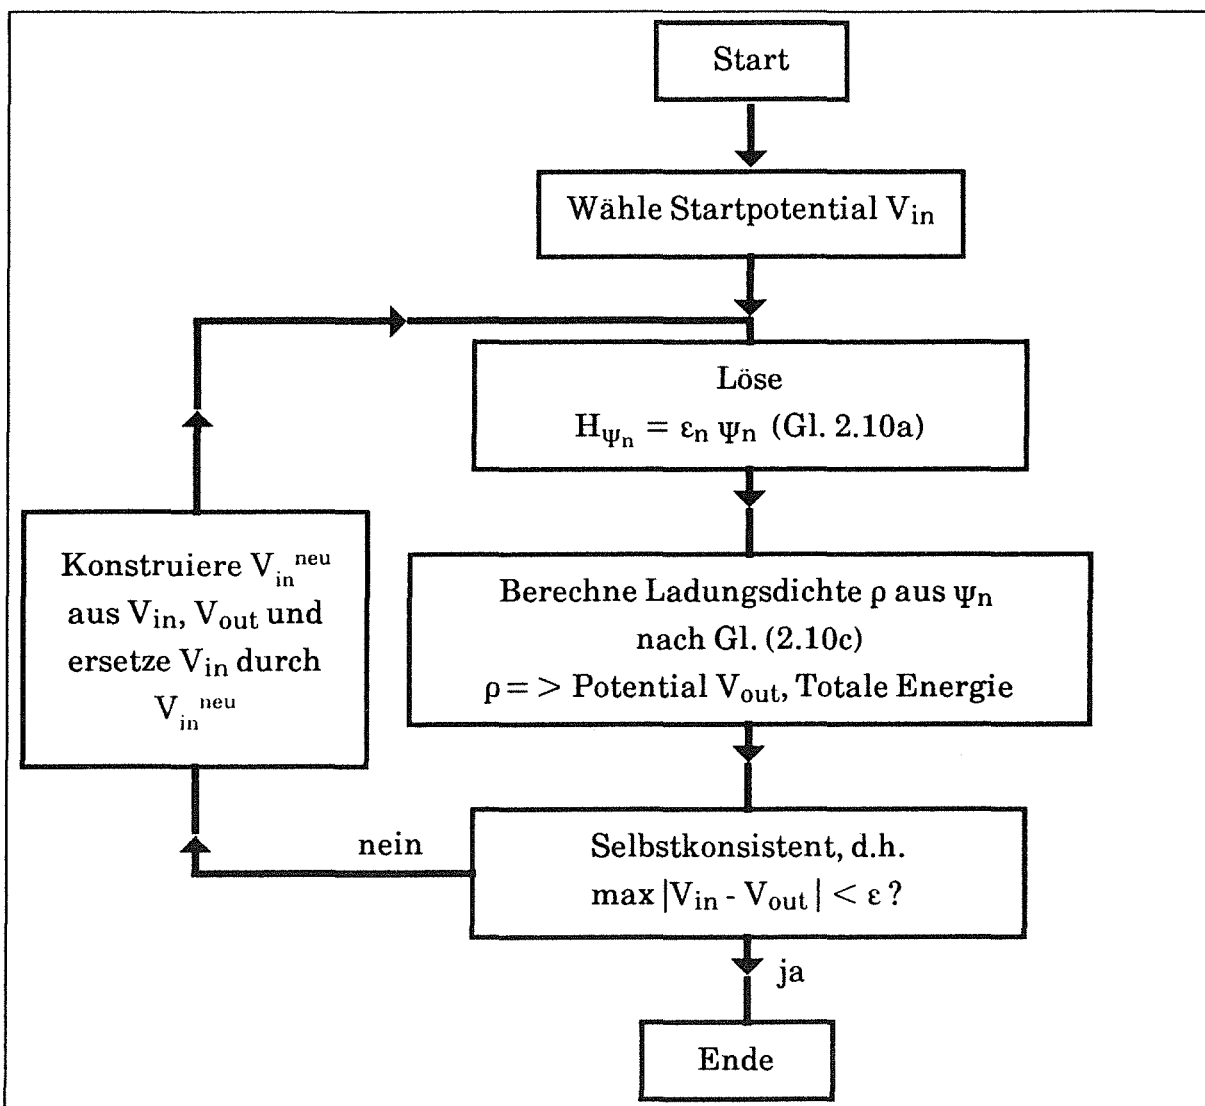 Start
Wähle Startpotential V_in
Löse
H_ψ_n = ε_n ψ_n (Gl. 2.10a)
Konstruiere V_in^neu
aus V_in, V_out und
ersetze V_in durch
V_in^neu
Berechne Ladungsdichte ρ aus ψ_n
nach Gl. (2.10c)
ρ = > Potential V_out, Totale Energie
nein
Selbstkonsistent, d.h.
max |V_in - V_out| < ε ?
ja
Ende